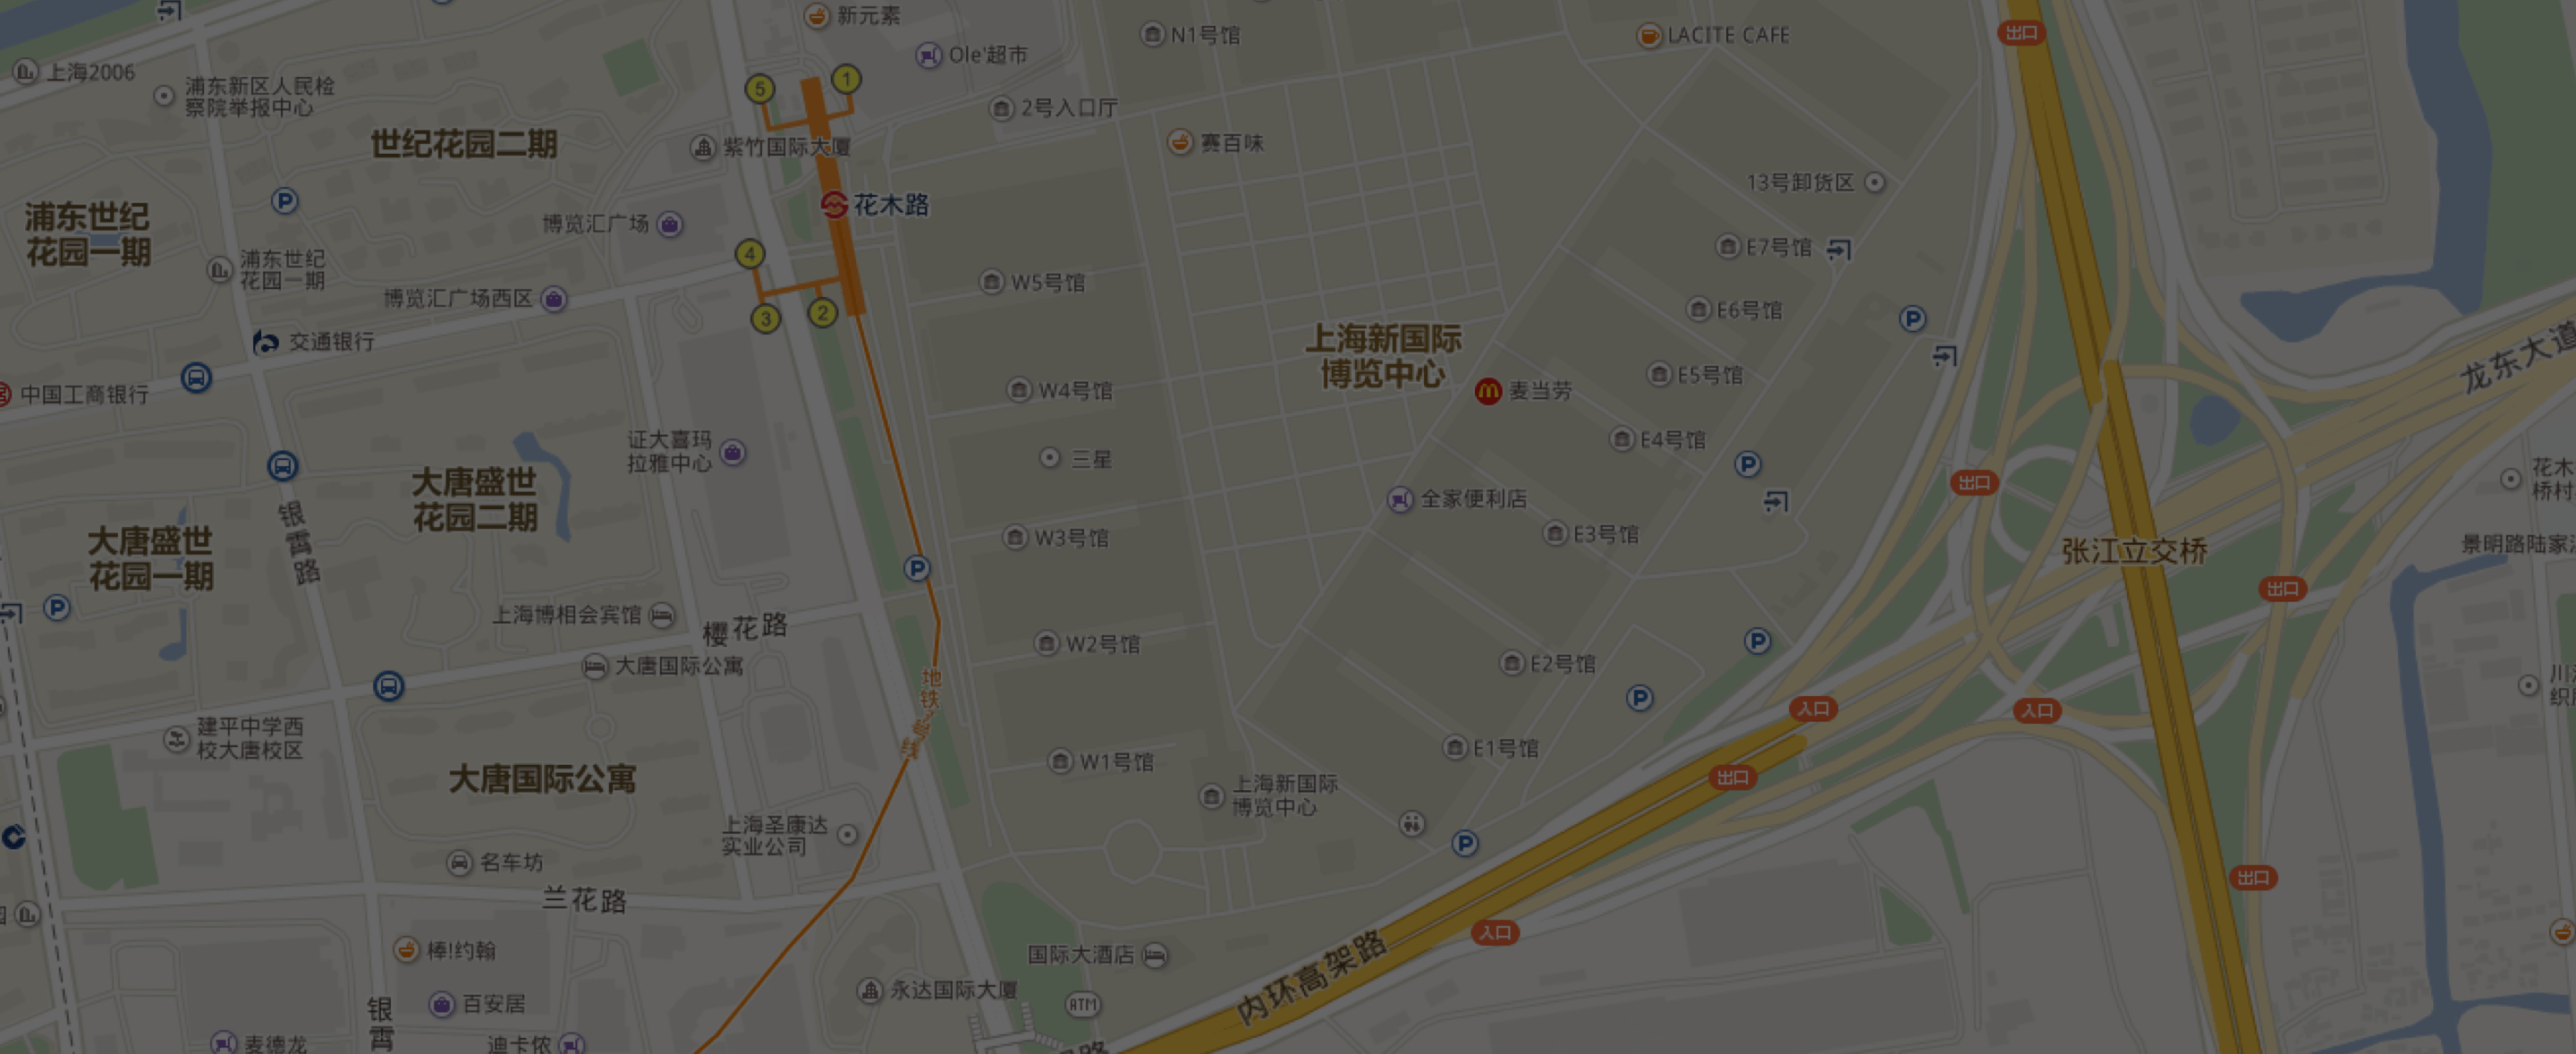 新元素
Ole'超市
N1号馆
LACITE CAFE
出口
上海2006
浦东新区人民检
察院举报中心
5
1
2号入口厅
世纪花园二期
紫竹国际大厦
赛百味
P
13号卸货区
浦东世纪
花园一期
花木路
博览汇广场
4
E7号馆
浦东世纪
花园一期
W5号馆
博览汇广场西区
3
2
E6号馆
P
上海新国际
博览中心
交通银行
龙东大道
中国工商银行
W4号馆
麦当劳
E5号馆
证大喜玛
拉雅中心
三星
E4号馆
P
大唐盛世
花园二期
全家便利店
出口
花木
桥村
银霄路
大唐盛世
花园一期
W3号馆
E3号馆
张江立交桥
景明路陆家
P
出口
P
上海博相会宾馆
樱花路
W2号馆
P
大唐国际公寓
E2号馆
地铁7号线
P
入口
入口
建平中学西
校大唐校区
W1号馆
E1号馆
大唐国际公寓
上海新国际
博览中心
出口
上海圣康达
实业公司
P
名车坊
出口
兰花路
入口
棒!约翰
国际大酒店
内环高架路
百安居
永达国际大厦
ATM
银霄
麦德龙
迪卡侬